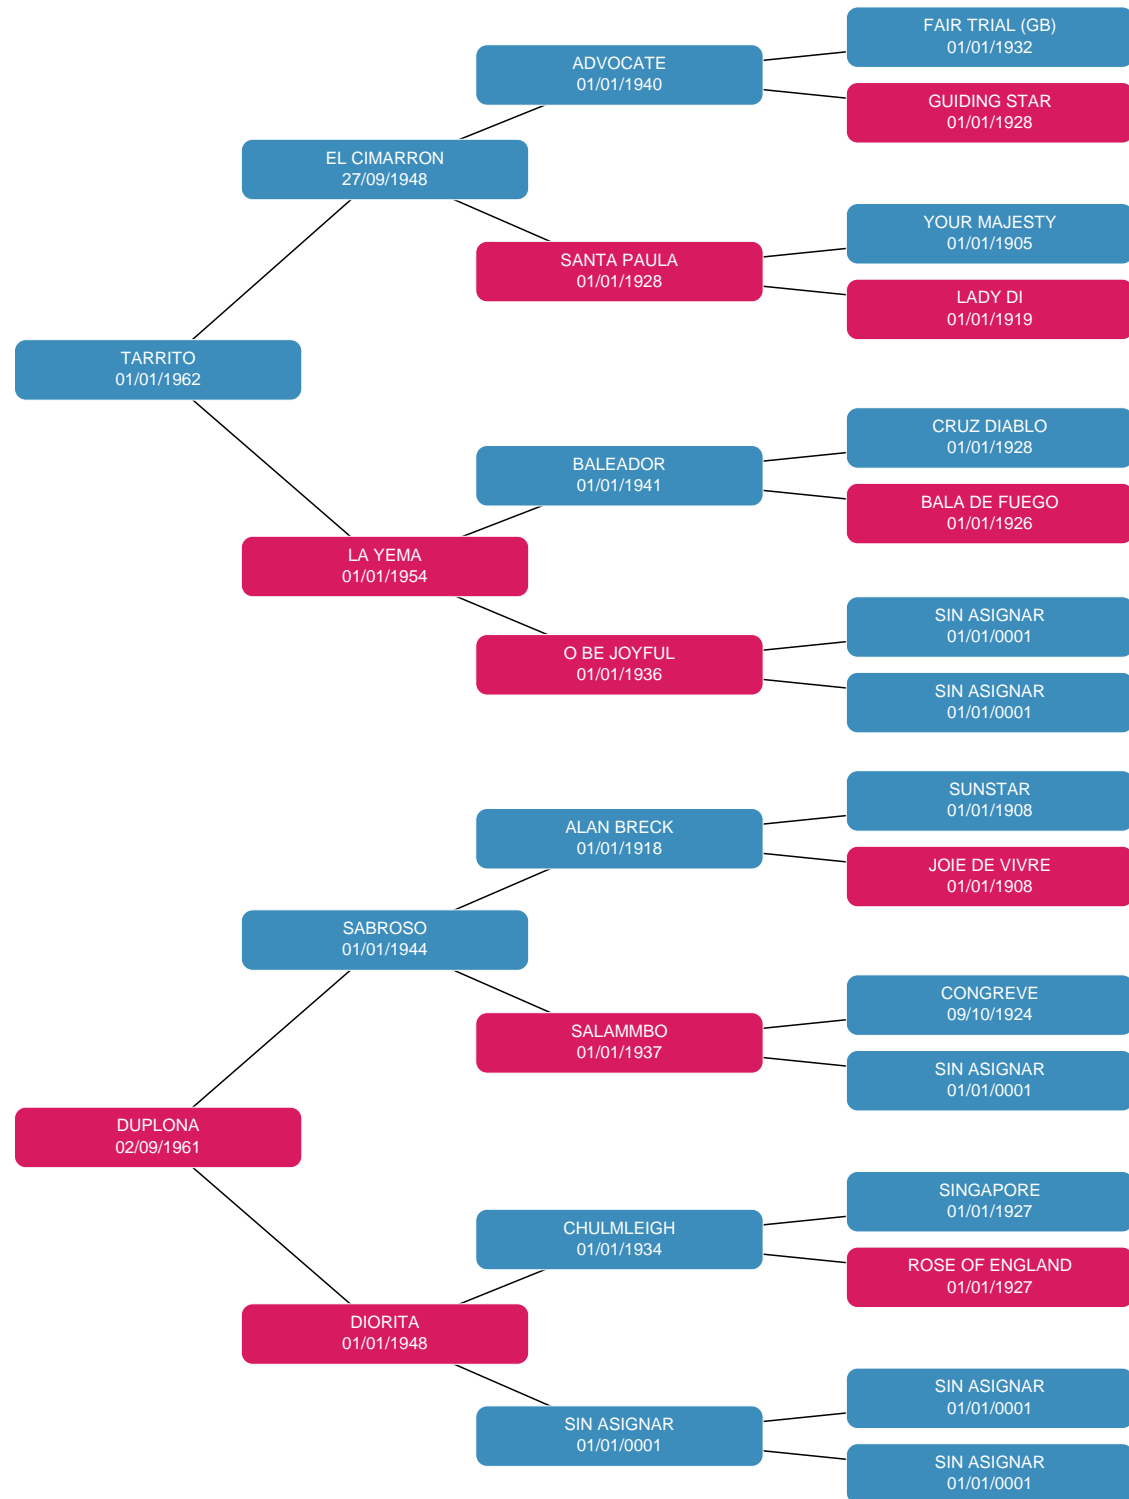 FAIR TRIAL (GB)
01/01/1932
ADVOCATE
01/01/1940
GUIDING STAR
01/01/1928
EL CIMARRON
27/09/1948
YOUR MAJESTY
01/01/1905
SANTA PAULA
01/01/1928
LADY DI
01/01/1919
TARRITO
01/01/1962
CRUZ DIABLO
01/01/1928
BALEADOR
01/01/1941
BALA DE FUEGO
01/01/1926
LA YEMA
01/01/1954
SIN ASIGNAR
01/01/0001
O BE JOYFUL
01/01/1936
SIN ASIGNAR
01/01/0001
SUNSTAR
01/01/1908
ALAN BRECK
01/01/1918
JOIE DE VIVRE
01/01/1908
SABROSO
01/01/1944
CONGREVE
09/10/1924
SALAMMBO
01/01/1937
SIN ASIGNAR
01/01/0001
DUPLONA
02/09/1961
SINGAPORE
01/01/1927
CHULMLEIGH
01/01/1934
ROSE OF ENGLAND
01/01/1927
DIORITA
01/01/1948
SIN ASIGNAR
01/01/0001
SIN ASIGNAR
01/01/0001
SIN ASIGNAR
01/01/0001